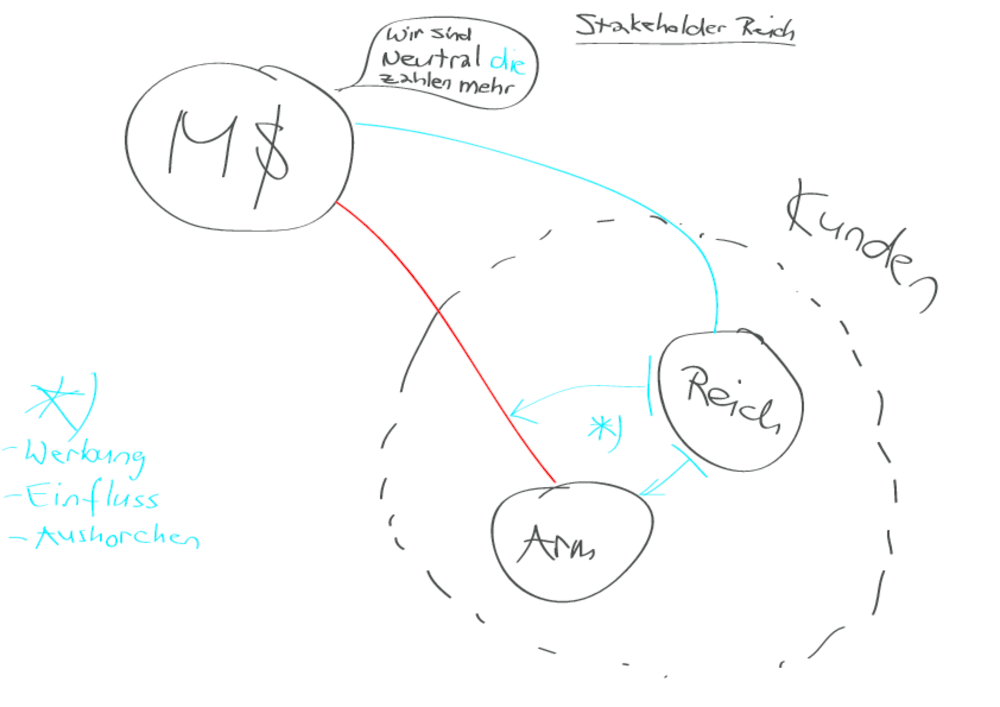 Stakeholder Reich
Wir sind
Neutral die
zahlen mehr
M$
Kunden
Reich
*)
Arm
*)
- Werbung
- Einfluss
- Aushorchen